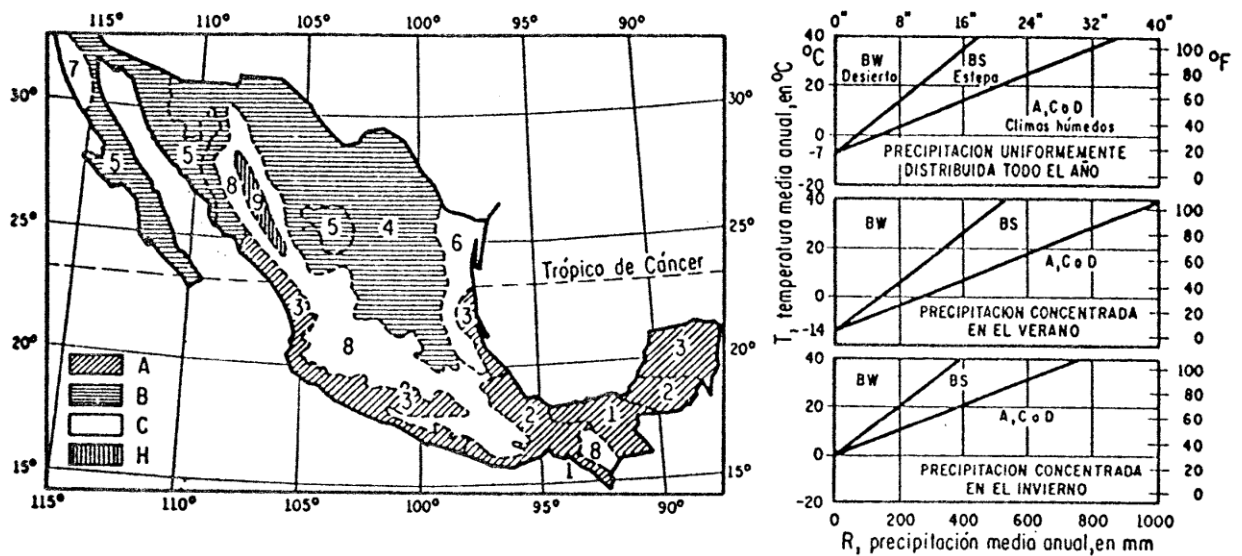 115° 110° 105° 100° 95° 90°
30°
25°
20°
15°
30°
25°
20°
15°
7
5
5
8
9
5
4
6
Trópico de Cáncer
3
3
8
3
3
2
1
2
8
1
A
B
C
H
115° 110° 105° 100° 95° 90°
0" 8" 16" 24" 32" 40"
T, temperatura media anual, en °C
40
°C
20
0
-7
-20
BW
Desierto
BS
Estepa
A, C o D
Climas húmedos
PRECIPITACION UNIFORMEMENTE
DISTRIBUIDA TODO EL AÑO
°F
100
80
60
40
20
0
40
20
0
-14
-20
BW
BS
A, C o D
PRECIPITACION CONCENTRADA
EN EL VERANO
100
80
60
40
20
0
40
20
0
-20
BW
BS
A, C o D
PRECIPITACION CONCENTRADA
EN EL INVIERNO
100
80
60
40
20
0
0 200 400 600 800 1000
R, precipitación media anual, en mm